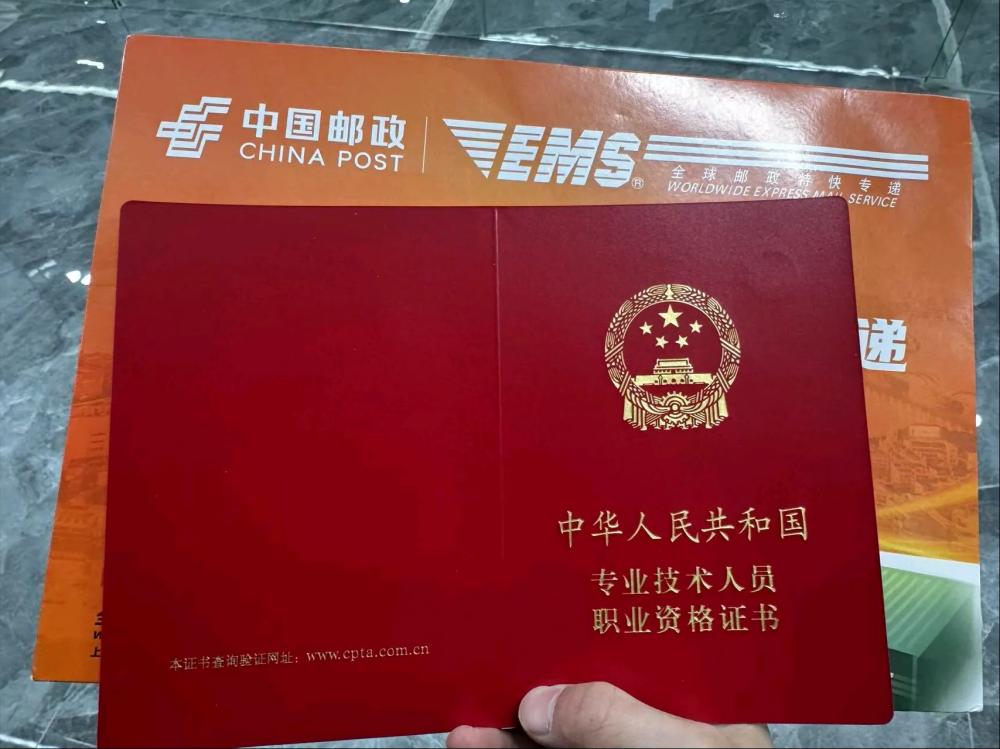 中国邮政
CHINA POST
EMS®
全球邮政特快专递
WORLDWIDE EXPRESS MAIL SERVICE
递
中华人民共和国
专业技术人员
职业资格证书
本证书查询验证网址：www.cpta.com.cn